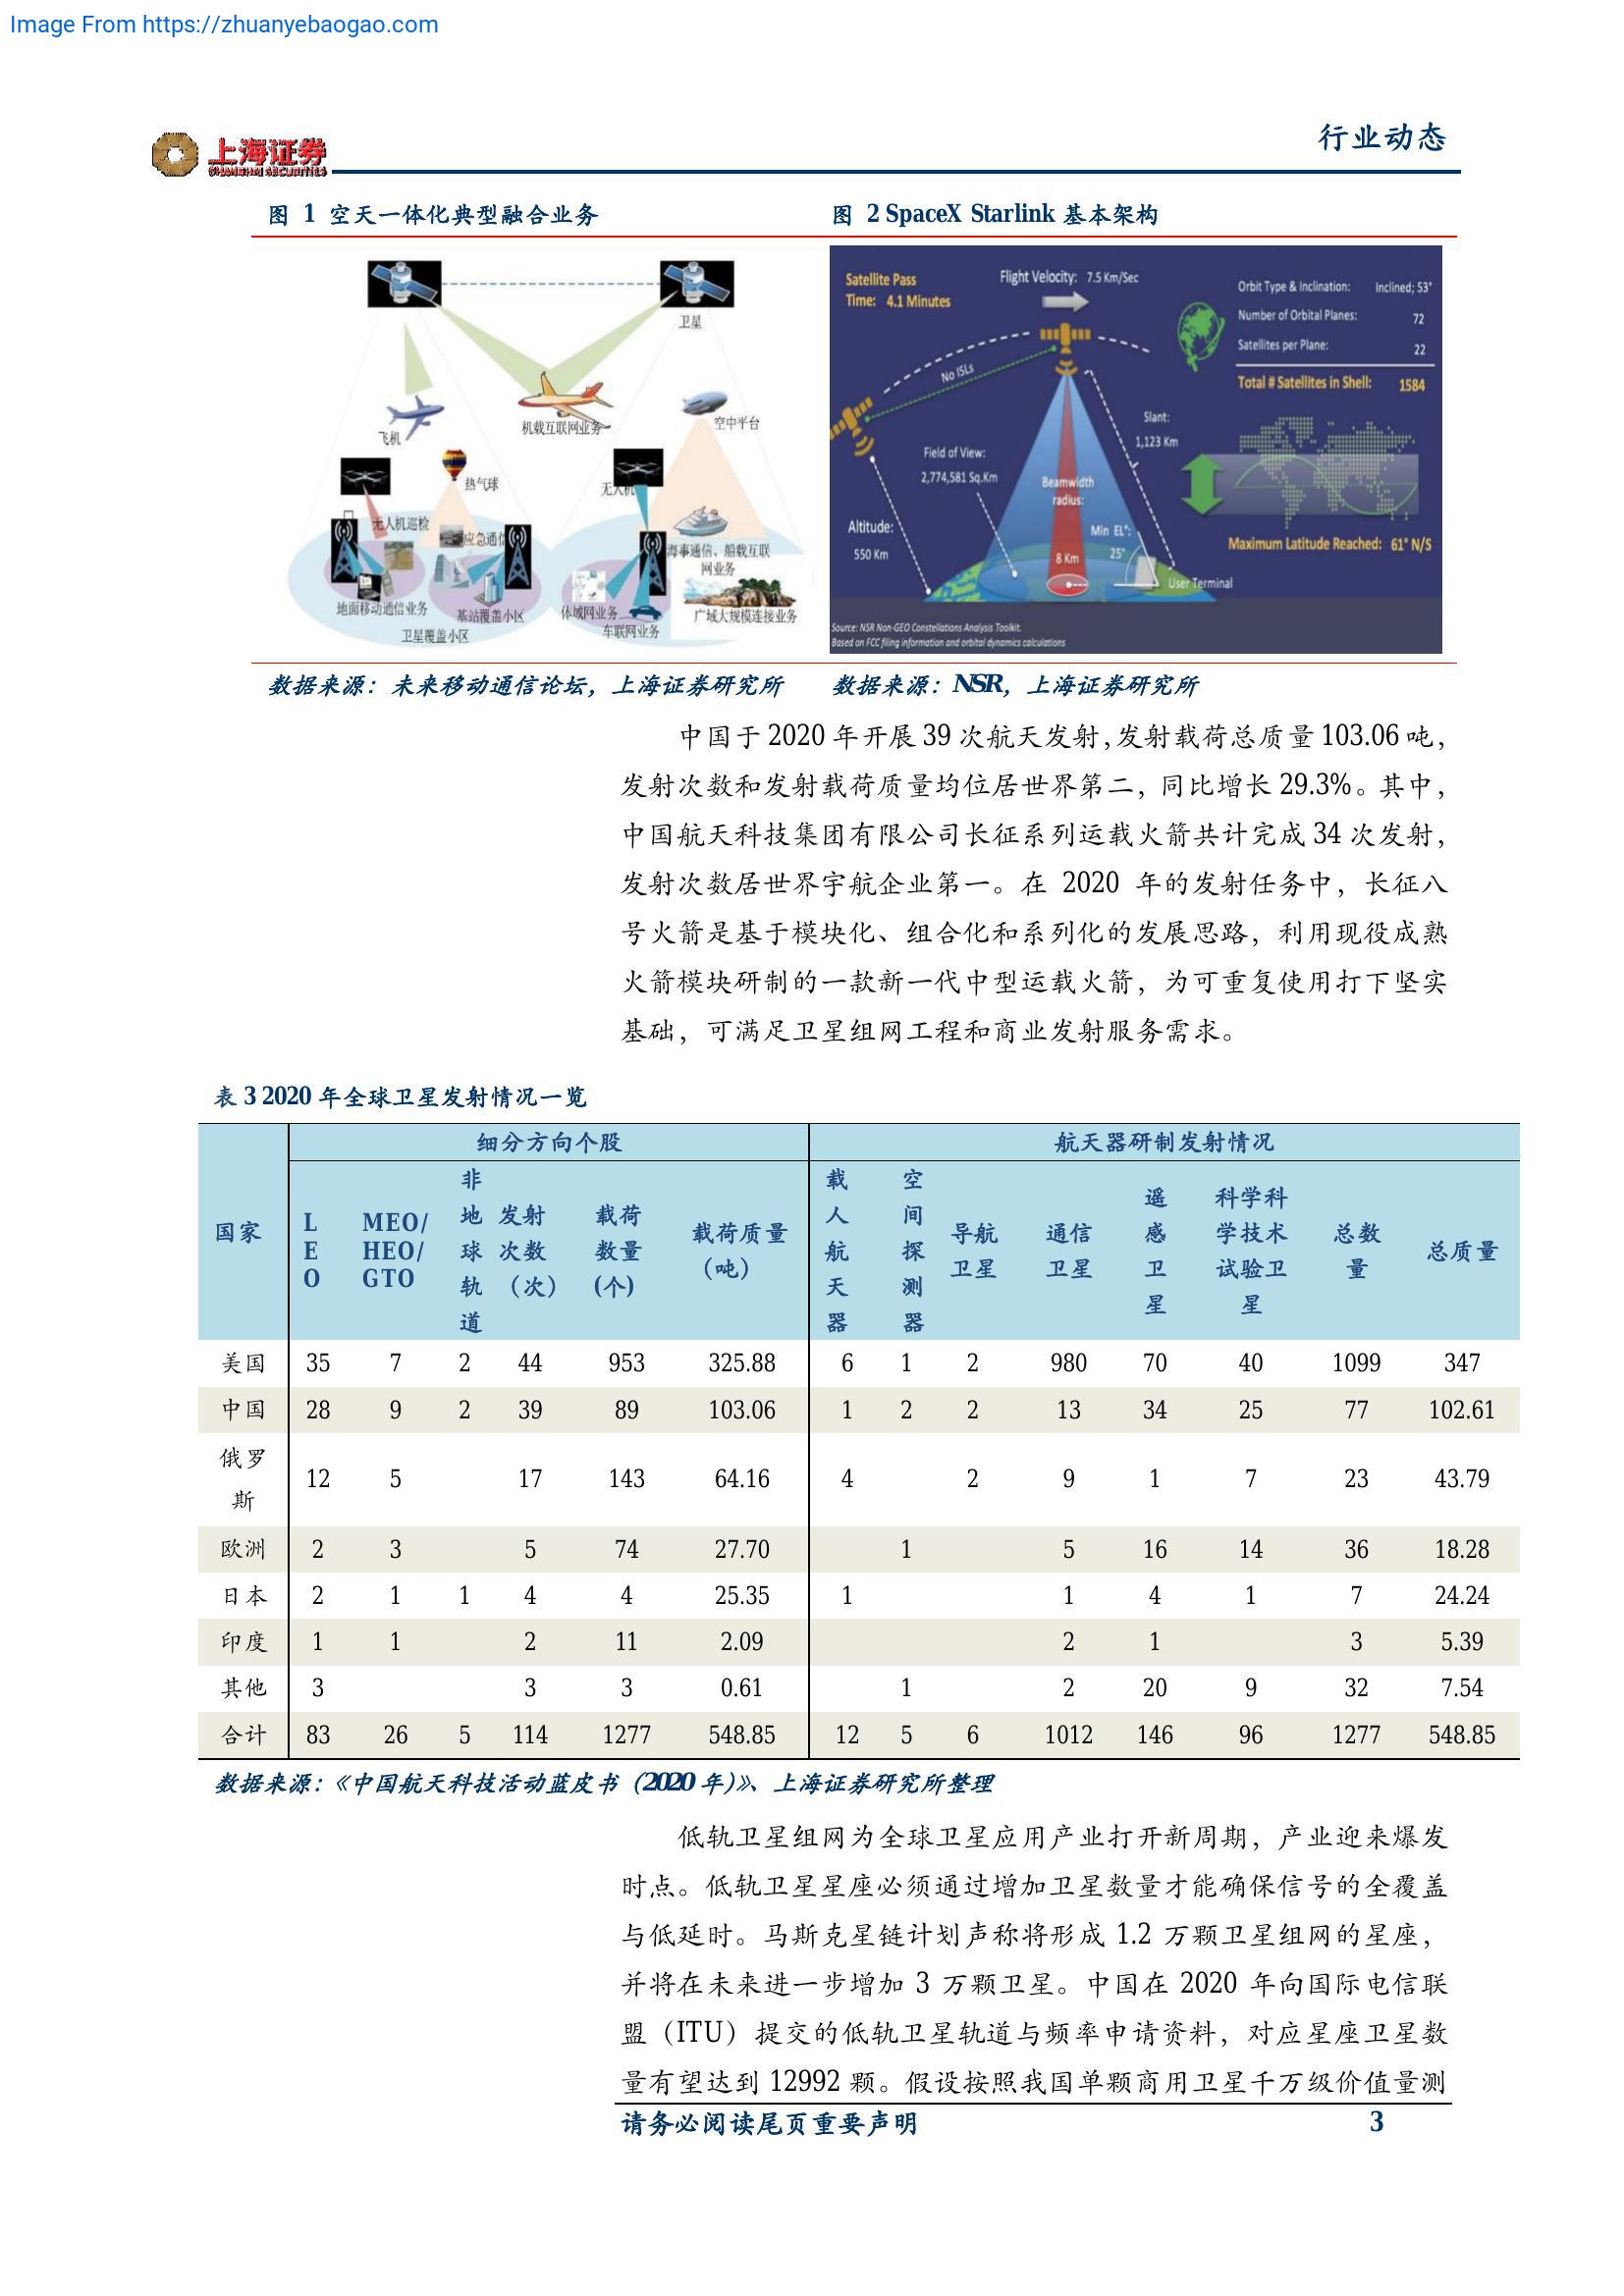 Image From https://zhuanyebaogao.com
行业动态
上海证券
SHANGHAI SECURITIES
图 1 空天一体化典型融合业务
图 2 SpaceX Starlink 基本架构
卫星
飞机
机载互联网业务
空中平台
热气球
无人机
无人机巡检
应急通信
海事通信、船载互联
网业务
地面移动通信业务
基站覆盖小区
体域网业务
广域大规模连接业务
卫星覆盖小区
车联网业务
Satellite Pass
Time: 4.1 Minutes
Flight Velocity: 7.5 Km/Sec
Orbit Type & Inclination: Inclined; 53°
Number of Orbital Planes: 72
Satellites per Plane: 22
Total # Satellites in Shell: 1584
No ISLs
Slant:
1,123 Km
Field of View:
2,774,581 Sq.Km
Beamwidth
radius:
8 Km
Altitude:
550 Km
Min EL°:
25°
User Terminal
Maximum Latitude Reached: 61° N/S
Source: NSR Non-GEO Constellations Analysis Toolkit.
Based on FCC filing information and orbital dynamics calculations
数据来源：未来移动通信论坛，上海证券研究所
数据来源：NSR，上海证券研究所
中国于 2020 年开展 39 次航天发射，发射载荷总质量 103.06 吨，
发射次数和发射载荷质量均位居世界第二，同比增长 29.3%。其中，
中国航天科技集团有限公司长征系列运载火箭共计完成 34 次发射，
发射次数居世界宇航企业第一。在 2020 年的发射任务中，长征八
号火箭是基于模块化、组合化和系列化的发展思路，利用现役成熟
火箭模块研制的一款新一代中型运载火箭，为可重复使用打下坚实
基础，可满足卫星组网工程和商业发射服务需求。
表 3 2020 年全球卫星发射情况一览
国家 细分方向个股 航天器研制发射情况
LEO MEO/HEO/GTO 非地球轨道 发射次数（次） 载荷数量(个) 载荷质量（吨） 载人航天器 空间探测器 导航卫星 通信卫星 遥感卫星 科学科学技术试验卫星 总数量 总质量
美国 35 7 2 44 953 325.88 6 1 2 980 70 40 1099 347
中国 28 9 2 39 89 103.06 1 2 2 13 34 25 77 102.61
俄罗斯 12 5 17 143 64.16 4 2 9 1 7 23 43.79
欧洲 2 3 5 74 27.70 1 5 16 14 36 18.28
日本 2 1 1 4 4 25.35 1 1 4 1 7 24.24
印度 1 1 2 11 2.09 2 1 3 5.39
其他 3 3 3 0.61 1 2 20 9 32 7.54
合计 83 26 5 114 1277 548.85 12 5 6 1012 146 96 1277 548.85
数据来源：《中国航天科技活动蓝皮书（2020 年）》、上海证券研究所整理
低轨卫星组网为全球卫星应用产业打开新周期，产业迎来爆发
时点。低轨卫星星座必须通过增加卫星数量才能确保信号的全覆盖
与低延时。马斯克星链计划声称将形成 1.2 万颗卫星组网的星座，
并将在未来进一步增加 3 万颗卫星。中国在 2020 年向国际电信联
盟（ITU）提交的低轨卫星轨道与频率申请资料，对应星座卫星数
量有望达到 12992 颗。假设按照我国单颗商用卫星千万级价值量测
请务必阅读尾页重要声明
3